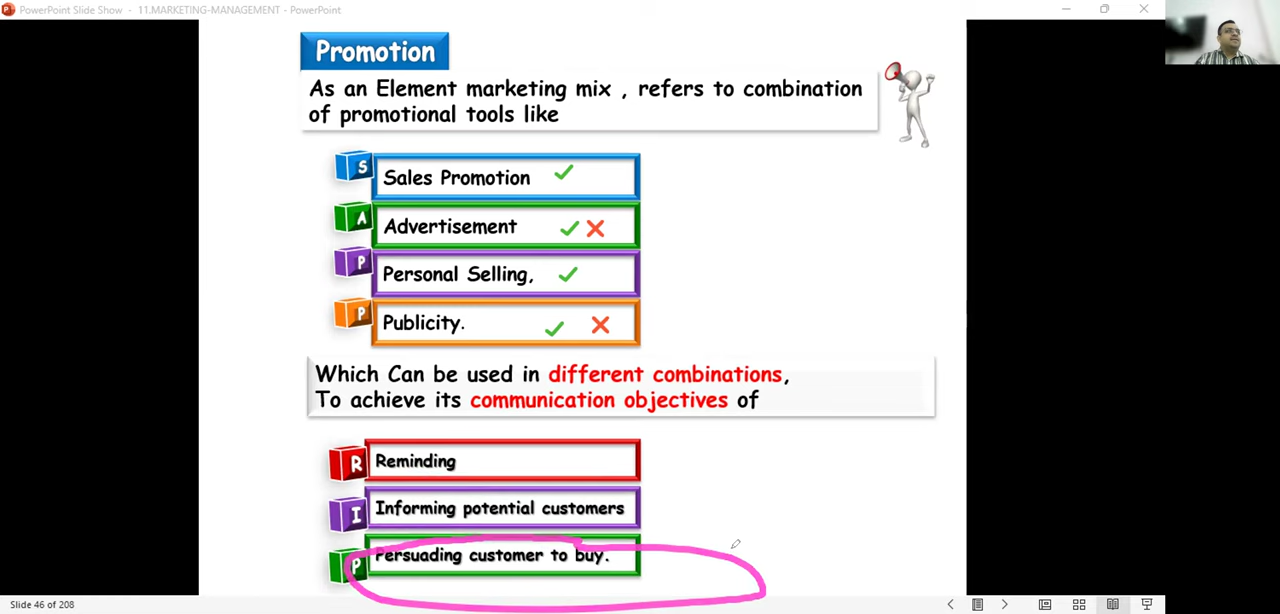 PowerPoint Slide Show - 11.MARKETING-MANAGEMENT - PowerPoint
Promotion
As an Element marketing mix , refers to combination
of promotional tools like
S Sales Promotion
A Advertisement
P Personal Selling,
P Publicity.
Which Can be used in different combinations,
To achieve its communication objectives of
R Reminding
I Informing potential customers
P Persuading customer to buy.
Slide 46 of 208